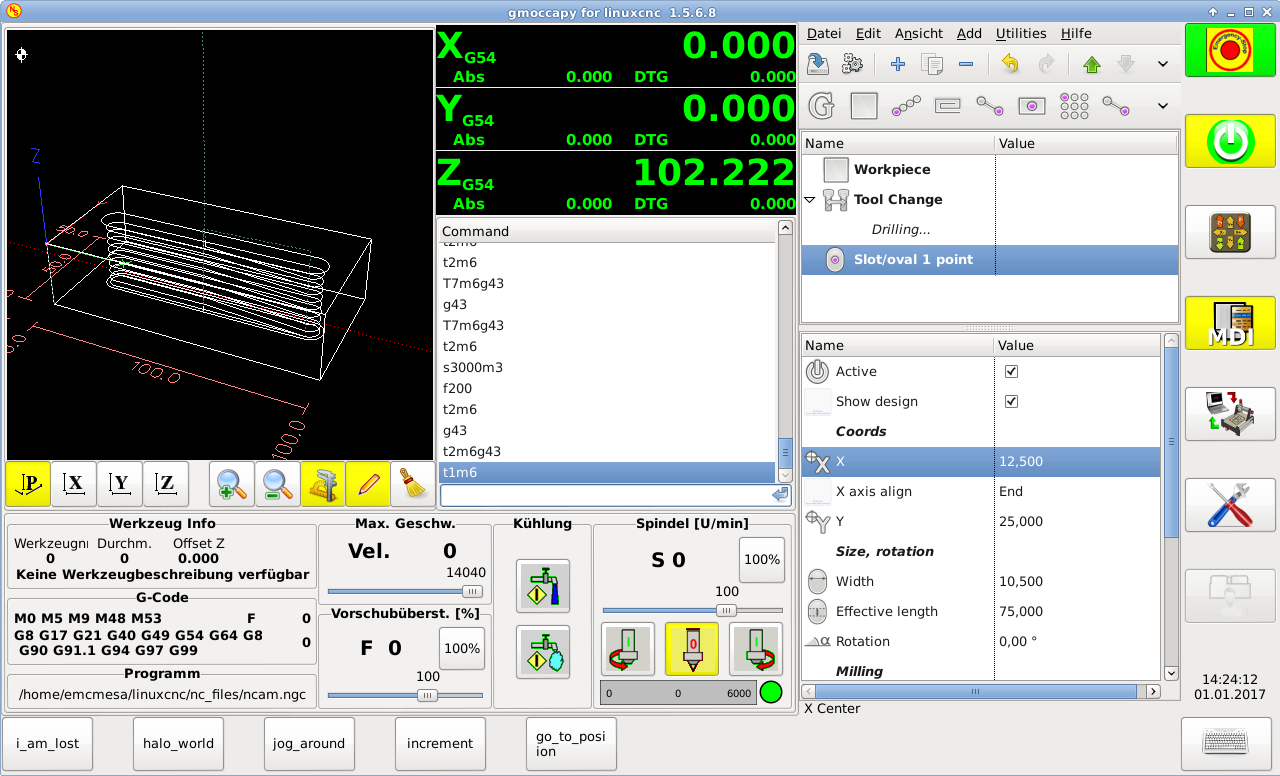 gmoccapy for linuxcnc 1.5.6.8
Z
700.0
100.0
X G54 0.000
Abs 0.000 DTG 0.000
Y G54 0.000
Abs 0.000 DTG 0.000
Z G54 102.222
Abs 0.000 DTG 0.000
Command
t2m6
t2m6
T7m6g43
g43
T7m6g43
t2m6
s3000m3
f200
t2m6
g43
t2m6g43
t1m6
P X Y Z
Datei Edit Ansicht Add Utilities Hilfe
Name Value
Workpiece
Tool Change
Drilling...
Slot/oval 1 point
Name Value
Active
Show design
Coords
X 12,500
X axis align End
Y 25,000
Size, rotation
Width 10,500
Effective length 75,000
Rotation 0,00 °
Milling
X Center
Emergency-Stop
MDI
14:24:12
01.01.2017
Werkzeug Info
Werkzeugnı Durchm. Offset Z
0 0 0.000
Keine Werkzeugbeschreibung verfügbar
G-Code
M0 M5 M9 M48 M53 F 0
G8 G17 G21 G40 G49 G54 G64 G8 0
G90 G91.1 G94 G97 G99
Programm
/home/emcmesa/linuxcnc/nc_files/ncam.ngc
Max. Geschw.
Vel. 0
14040
Vorschubüberst. [%]
F 0 100%
100
Kühlung
Spindel [U/min]
S 0 100%
100
0 0 6000
i_am_lost
halo_world
jog_around
increment
go_to_posi
ion